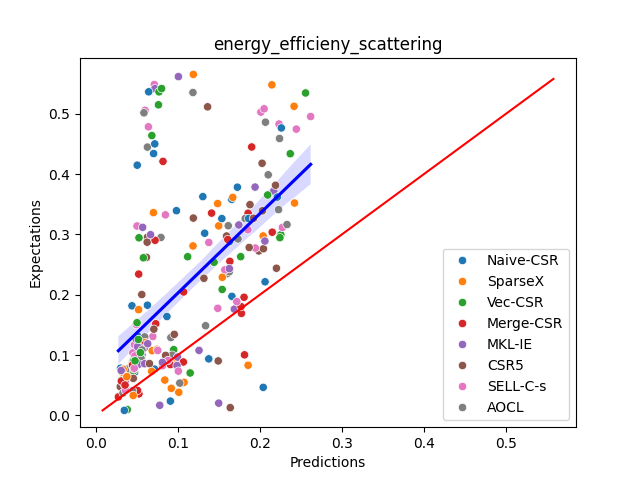 energy_efficieny_scattering
Expectations
0.5
0.4
0.3
0.2
0.1
0.0
Naive-CSR
SparseX
Vec-CSR
Merge-CSR
MKL-IE
CSR5
SELL-C-s
AOCL
0.0 0.1 0.2 0.3 0.4 0.5
Predictions